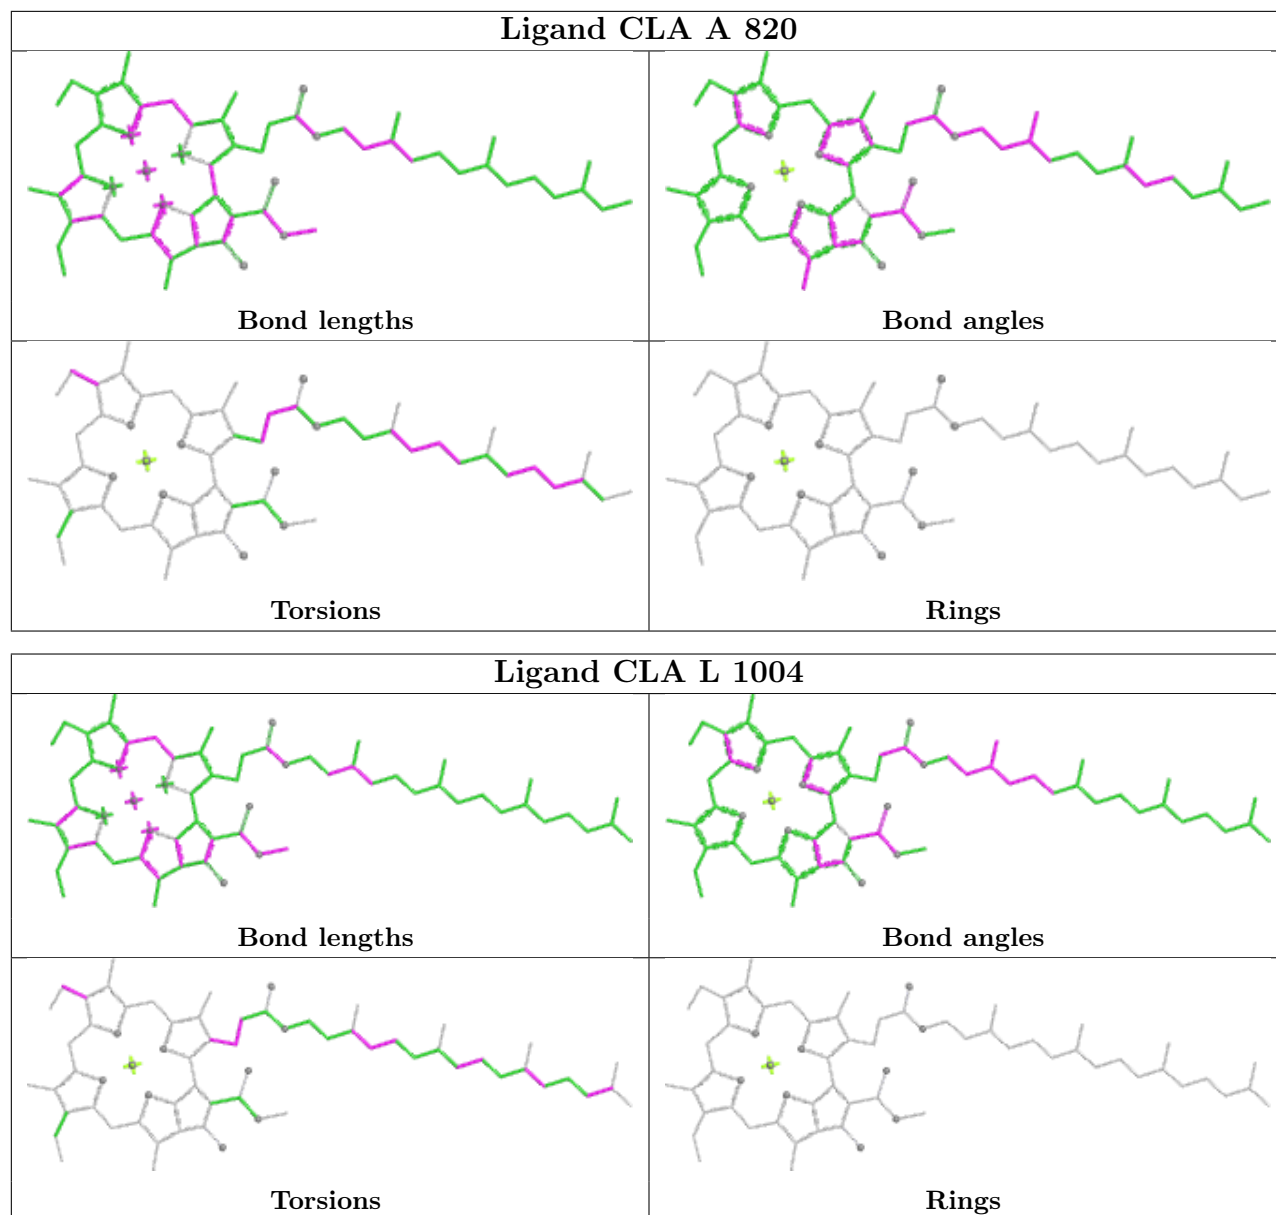 Ligand CLA A 820
Bond lengths
Bond angles
Torsions
Rings
Ligand CLA L 1004
Bond lengths
Bond angles
Torsions
Rings